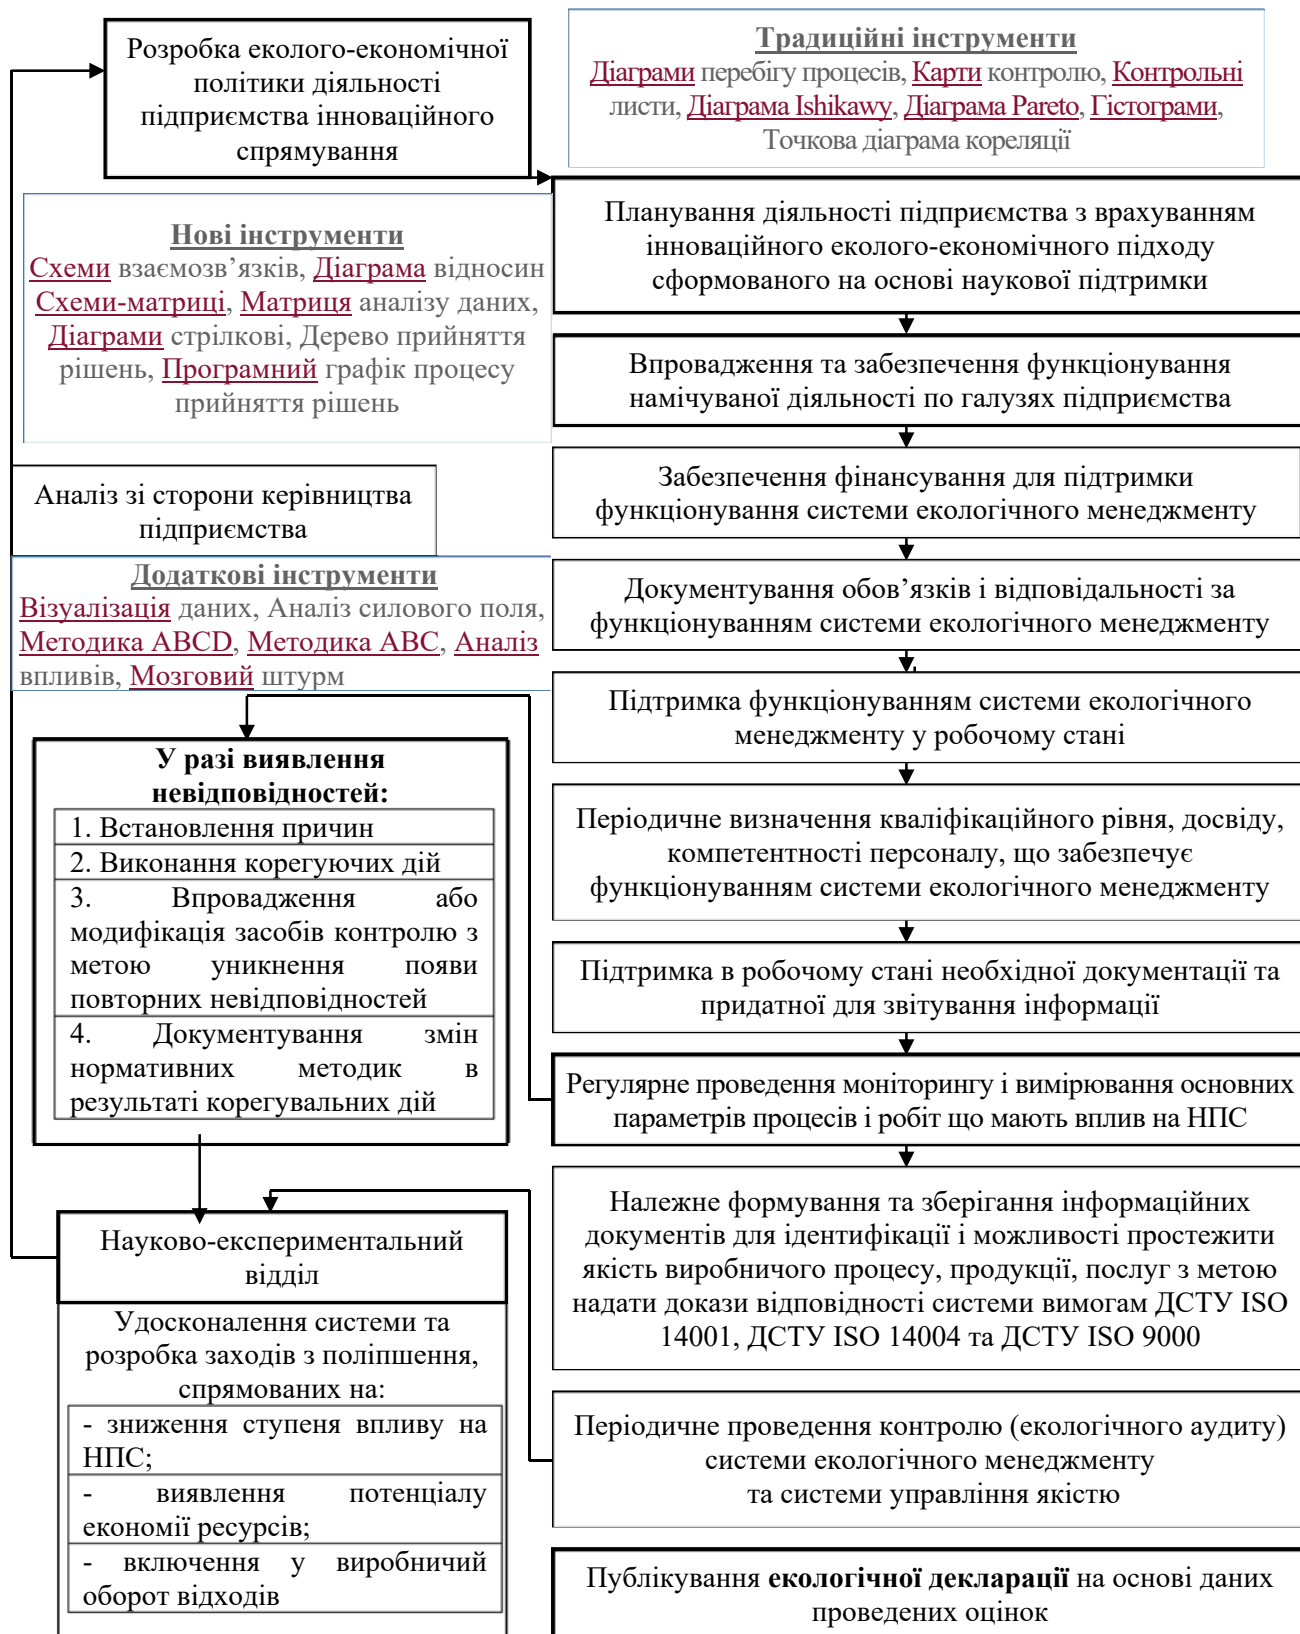 Розробка еколого-економічної
політики діяльності
підприємства інноваційного
спрямування
Традиційні інструменти
Діаграми перебігу процесів, Карти контролю, Контрольні
листи, Діаграма Ishikawy, Діаграма Pareto, Гістограми,
Точкова діаграма кореляції
Нові інструменти
Схеми взаємозв’язків, Діаграма відносин
Схеми-матриці, Матриця аналізу даних,
Діаграми стрілкові, Дерево прийняття
рішень, Програмний графік процесу
прийняття рішень
Планування діяльності підприємства з врахуванням
інноваційного еколого-економічного підходу
сформованого на основі наукової підтримки
Впровадження та забезпечення функціонування
намічуваної діяльності по галузях підприємства
Аналіз зі сторони керівництва
підприємства
Забезпечення фінансування для підтримки
функціонування системи екологічного менеджменту
Додаткові інструменти
Візуалізація даних, Аналіз силового поля,
Методика ABCD, Методика ABC, Аналіз
впливів, Мозговий штурм
Документування обов’язків і відповідальності за
функціонуванням системи екологічного менеджменту
Підтримка функціонуванням системи екологічного
менеджменту у робочому стані
У разі виявлення
невідповідностей:
1. Встановлення причин
2. Виконання корегуючих дій
3. Впровадження або
модифікація засобів контролю з
метою уникнення появи
повторних невідповідностей
4. Документування змін
нормативних методик в
результаті корегувальних дій
Періодичне визначення кваліфікаційного рівня, досвіду,
компетентності персоналу, що забезпечує
функціонуванням системи екологічного менеджменту
Підтримка в робочому стані необхідної документації та
придатної для звітування інформації
Регулярне проведення моніторингу і вимірювання основних
параметрів процесів і робіт що мають вплив на НПС
Належне формування та зберігання інформаційних
документів для ідентифікації і можливості простежити
якість виробничого процесу, продукції, послуг з метою
надати докази відповідності системи вимогам ДСТУ ISO
14001, ДСТУ ISO 14004 та ДСТУ ISO 9000
Науково-експериментальний
відділ
Удосконалення системи та
розробка заходів з поліпшення,
спрямованих на:
- зниження ступеня впливу на
НПС;
- виявлення потенціалу
економії ресурсів;
- включення у виробничий
оборот відходів
Періодичне проведення контролю (екологічного аудиту)
системи екологічного менеджменту
та системи управління якістю
Публікування екологічної декларації на основі даних
проведених оцінок